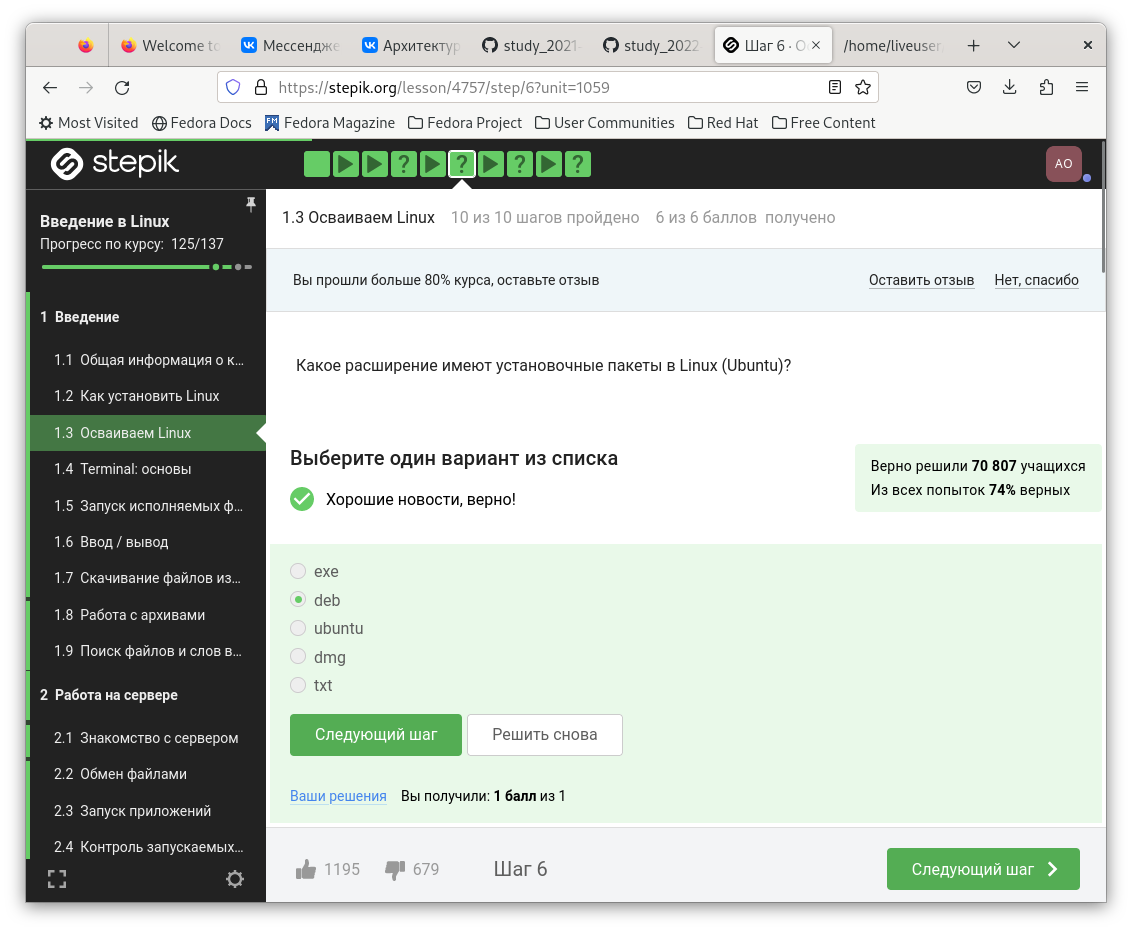 Welcome to
Мессендже
Архитектур
study_2021-
study_2022
Шаг 6 · О
/home/liveuser
https://stepik.org/lesson/4757/step/6?unit=1059
Most Visited
Fedora Docs
Fedora Magazine
Fedora Project
User Communities
Red Hat
Free Content
stepik
? ? ? ?
АО
Введение в Linux
Прогресс по курсу: 125/137
1 Введение
1.1 Общая информация о к...
1.2 Как установить Linux
1.3 Осваиваем Linux
1.4 Terminal: основы
1.5 Запуск исполняемых ф...
1.6 Ввод / вывод
1.7 Скачивание файлов из...
1.8 Работа с архивами
1.9 Поиск файлов и слов в...
2 Работа на сервере
2.1 Знакомство с сервером
2.2 Обмен файлами
2.3 Запуск приложений
2.4 Контроль запускаемых...
1.3 Осваиваем Linux 10 из 10 шагов пройдено 6 из 6 баллов получено
Вы прошли больше 80% курса, оставьте отзыв
Оставить отзыв
Нет, спасибо
Какое расширение имеют установочные пакеты в Linux (Ubuntu)?
Выберите один вариант из списка
Хорошие новости, верно!
Верно решили 70 807 учащихся
Из всех попыток 74% верных
exe
deb
ubuntu
dmg
txt
Следующий шаг
Решить снова
Ваши решения Вы получили: 1 балл из 1
1195
679
Шаг 6
Следующий шаг